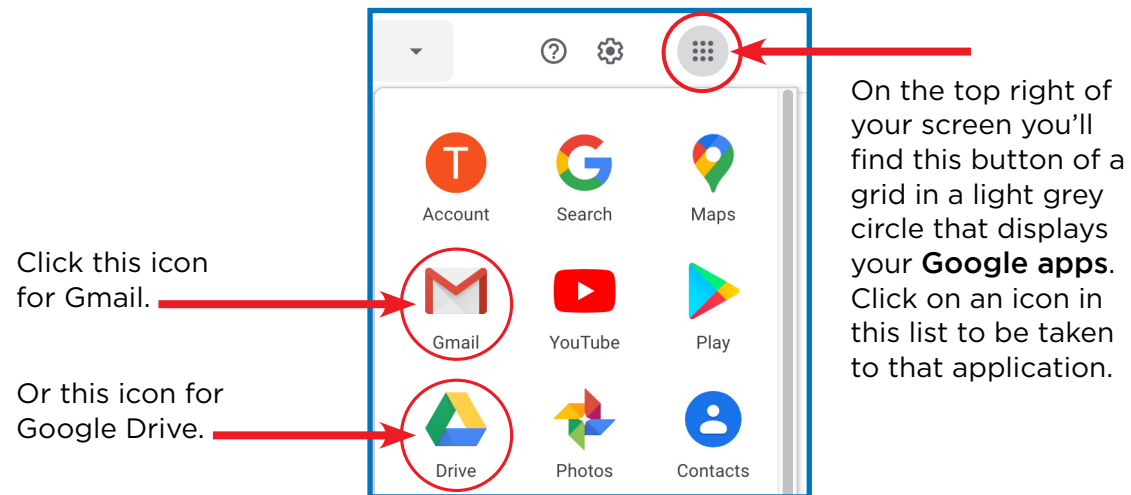 On the top right of
your screen you’ll
find this button of a
grid in a light grey
circle that displays
your Google apps.
Click on an icon in
this list to be taken
to that application.
T
Account
Search
Maps
Click this icon
for Gmail.
Gmail
YouTube
Play
Or this icon for
Google Drive.
Drive
Photos
Contacts